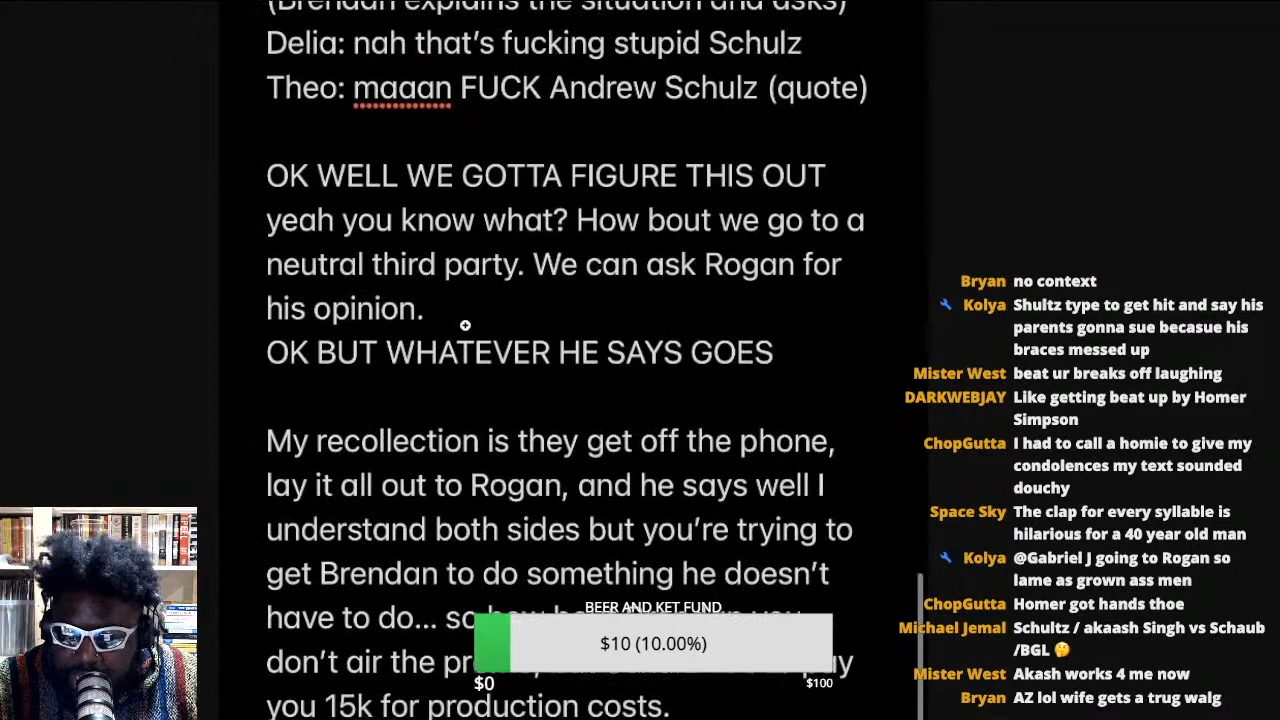 (Brendan explains the situation and asks)
Delia: nah that's fucking stupid Schulz
Theo: maaan FUCK Andrew Schulz (quote)
OK WELL WE GOTTA FIGURE THIS OUT
yeah you know what? How bout we go to a
neutral third party. We can ask Rogan for
his opinion.
OK BUT WHATEVER HE SAYS GOES
My recollection is they get off the phone,
lay it all out to Rogan, and he says well I
understand both sides but you're trying to
get Brendan to do something he doesn't
have to do... so
don't air the
you 15k for production costs.
BEER AND KET FUND
$10 (10.00%)
$0
$100
Bryan no context
Kolya Shultz type to get hit and say his
parents gonna sue becasue his
braces messed up
Mister West beat ur breaks off laughing
DARKWEBJAY Like getting beat up by Homer
Simpson
ChopGutta I had to call a homie to give my
condolences my text sounded
douchy
Space Sky The clap for every syllable is
hilarious for a 40 year old man
Kolya @Gabriel J going to Rogan so
lame as grown ass men
ChopGutta Homer got hands thoe
Michael Jemal Schultz / akaash Singh vs Schaub
/BGL 🤔
Mister West Akash works 4 me now
Bryan AZ lol wife gets a trug walg